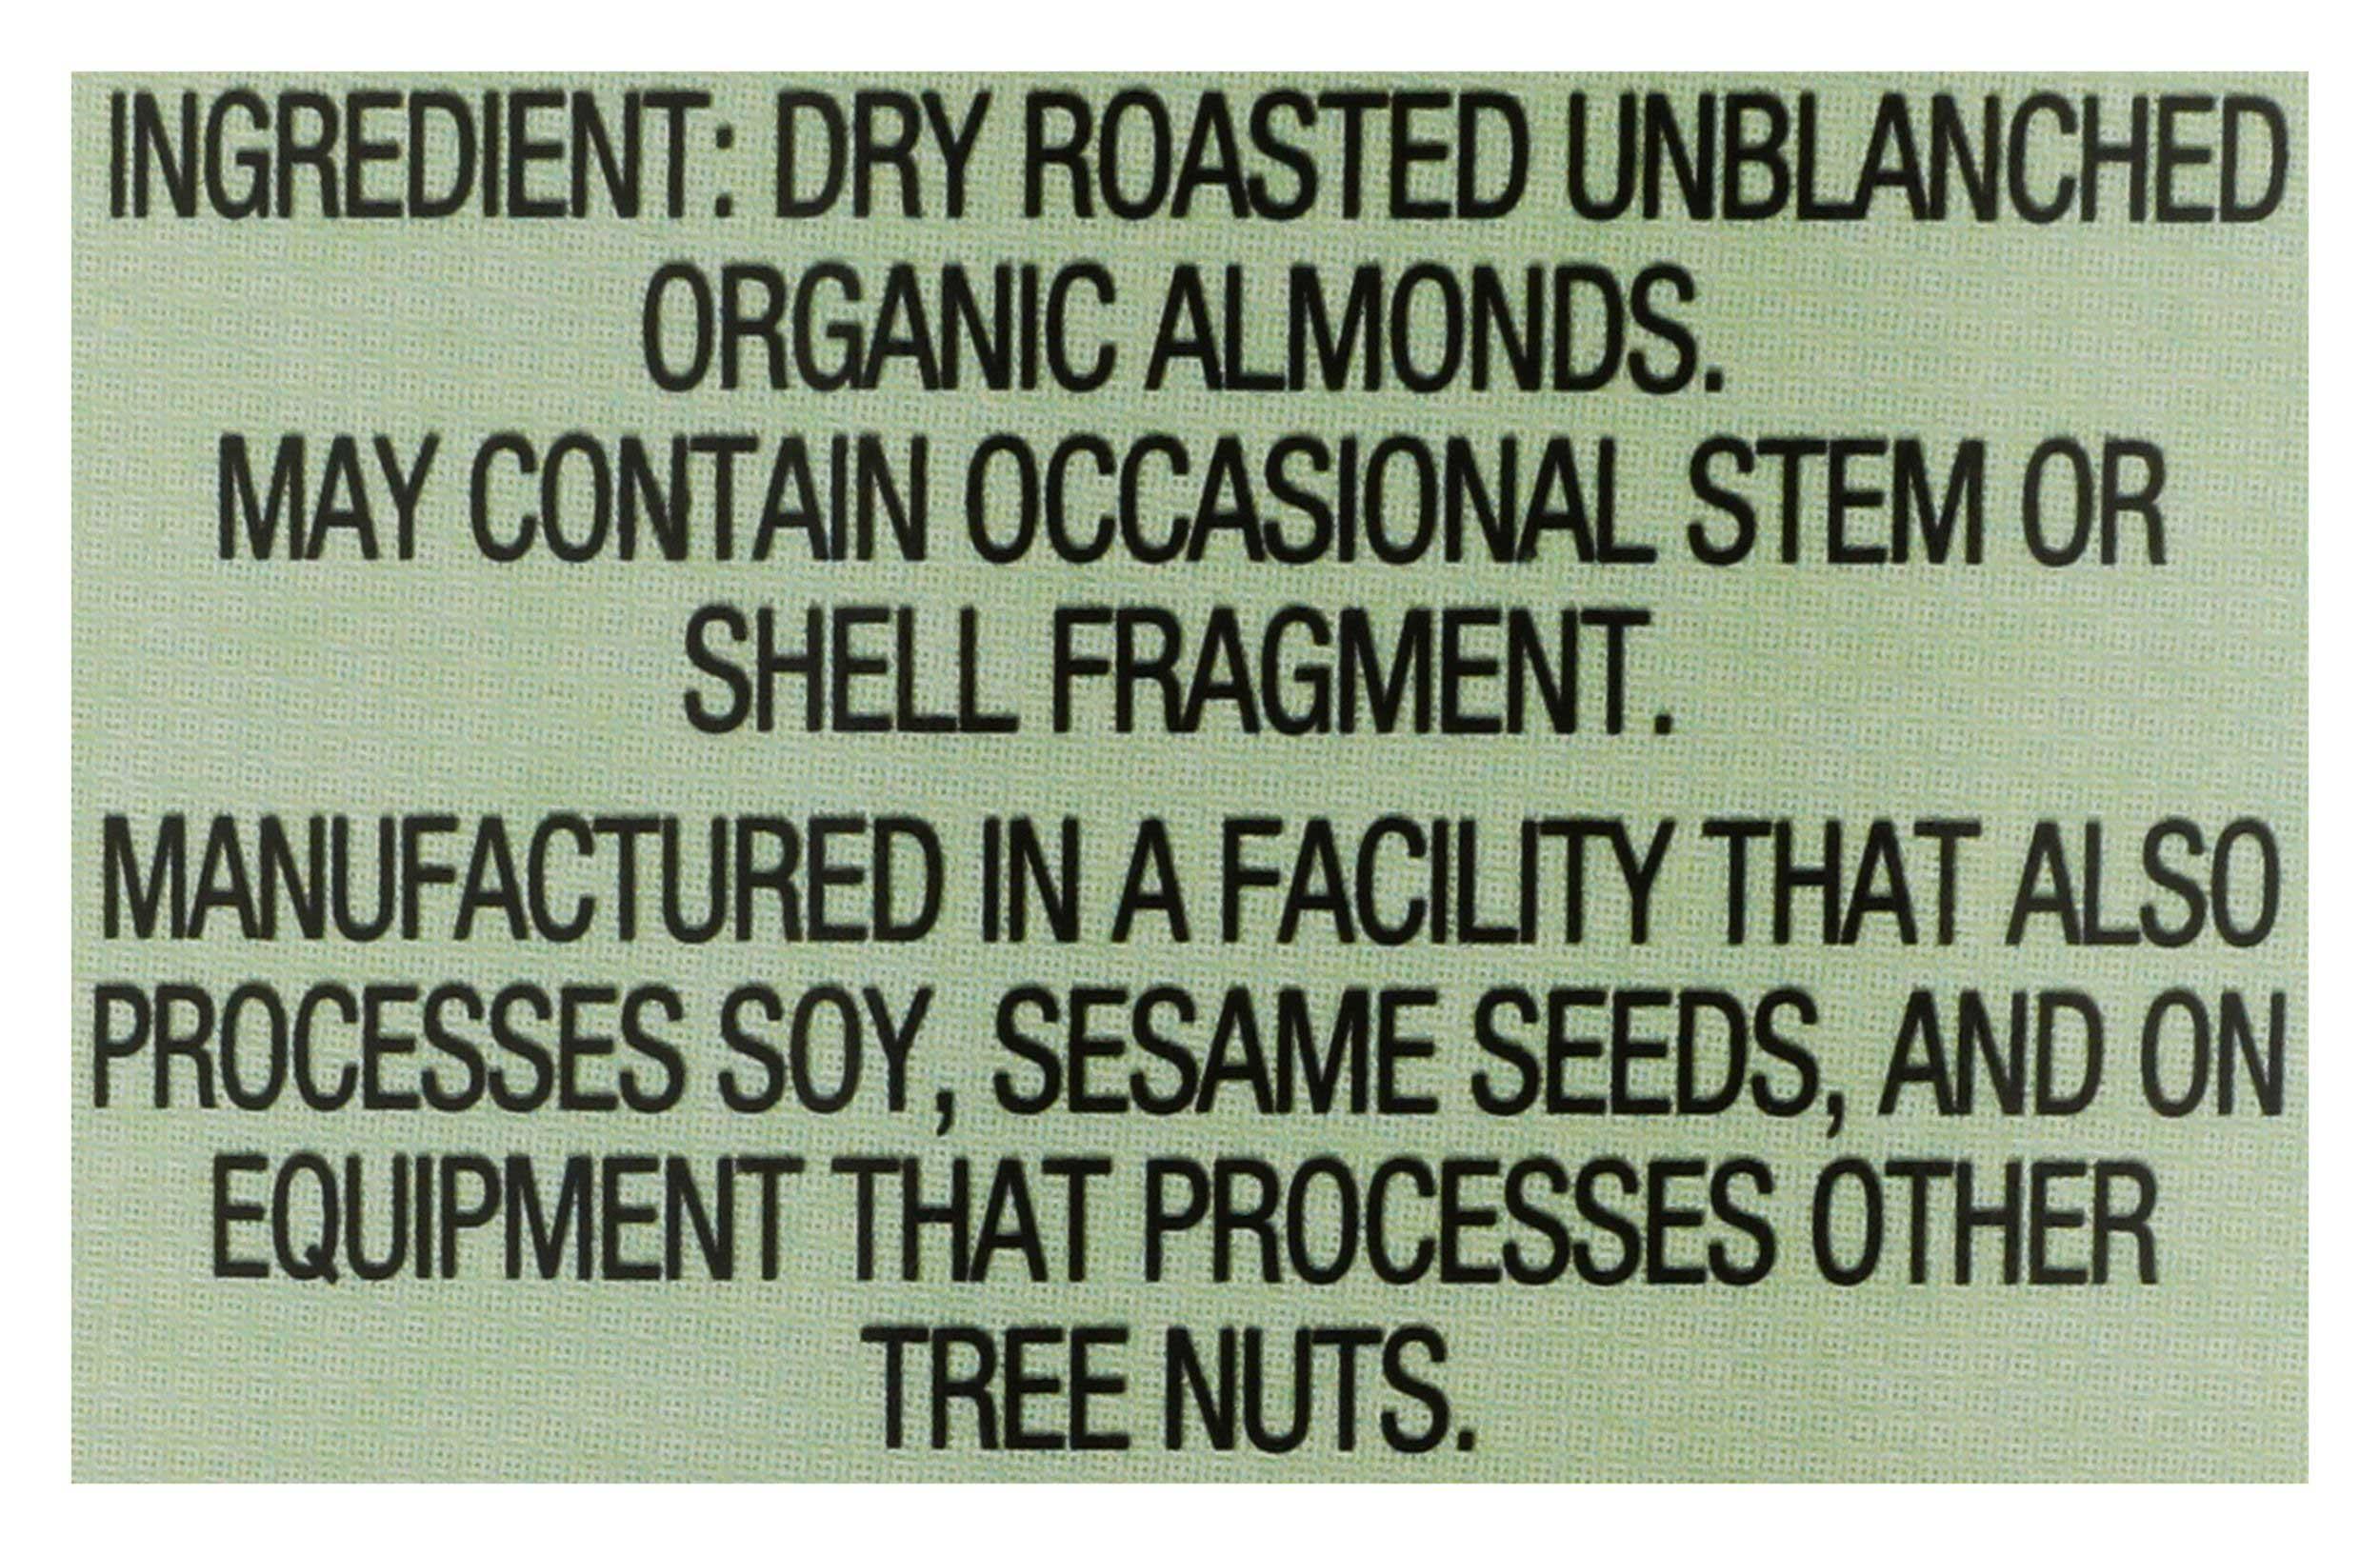 INGREDIENT: DRY ROASTED UNBLANCHED
ORGANIC ALMONDS.
MAY CONTAIN OCCASIONAL STEM OR
SHELL FRAGMENT.
MANUFACTURED IN A FACILITY THAT ALSO
PROCESSES SOY, SESAME SEEDS, AND ON
EQUIPMENT THAT PROCESSES OTHER
TREE NUTS.